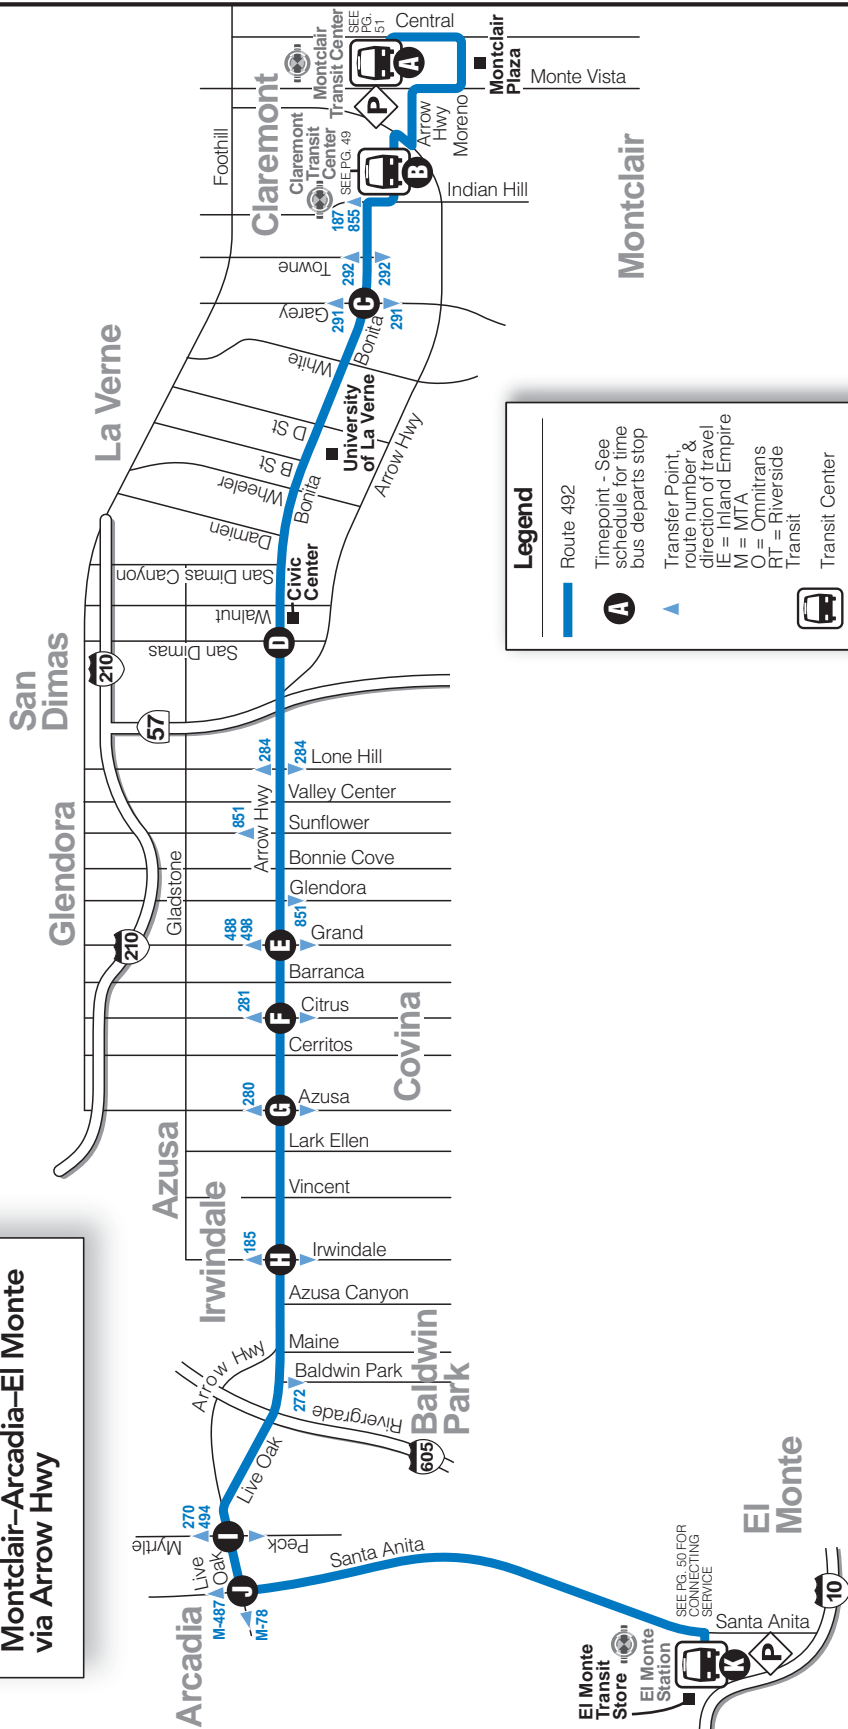 Montclair–Arcadia–El Monte
via Arrow Hwy
Arcadia
M-487
M-78
Live
Oak
J
Myrtle
270
494
I
Peck
Santa Anita
El Monte
Transit
Store
El Monte
Station
K
P
SEE PG. 50 FOR
CONNECTING
SERVICE
Santa Anita
10
El
Monte
Live Oak
Arrow Hwy
605
Rivergrade
272
Baldwin Park
Baldwin
Park
Maine
Azusa Canyon
Irwindale
185
H
Irwindale
Vincent
Lark Ellen
Azusa
280
G
Azusa
Cerritos
281
F
Citrus
Covina
Barranca
488
498
E
Grand
851
Glendora
Bonnie Cove
Gladstone
210
Glendora
851
Sunflower
Arrow Hwy
Valley Center
284
284
Lone Hill
57
San
Dimas
210
San Dimas
D
Walnut
Civic
Center
San Dimas Canyon
Damien
Wheeler
Bonita
B St
D St
University
of La Verne
Arrow Hwy
La Verne
White
Bonita
Garey
291
C
291
Towne
292
292
Foothill
Claremont
187
855
Indian Hill
Claremont
Transit
Center
SEE PG. 49
B
P
Arrow
Hwy
Moreno
Monte Vista
Montclair
Transit Center
SEE
PG.
51
A
Central
Montclair
Plaza
Montclair
Legend
Route 492
A
Timepoint - See
schedule for time
bus departs stop
Transfer Point,
route number &
direction of travel
IE = Inland Empire
M = MTA
O = Omnitrans
RT = Riverside
Transit
Transit Center